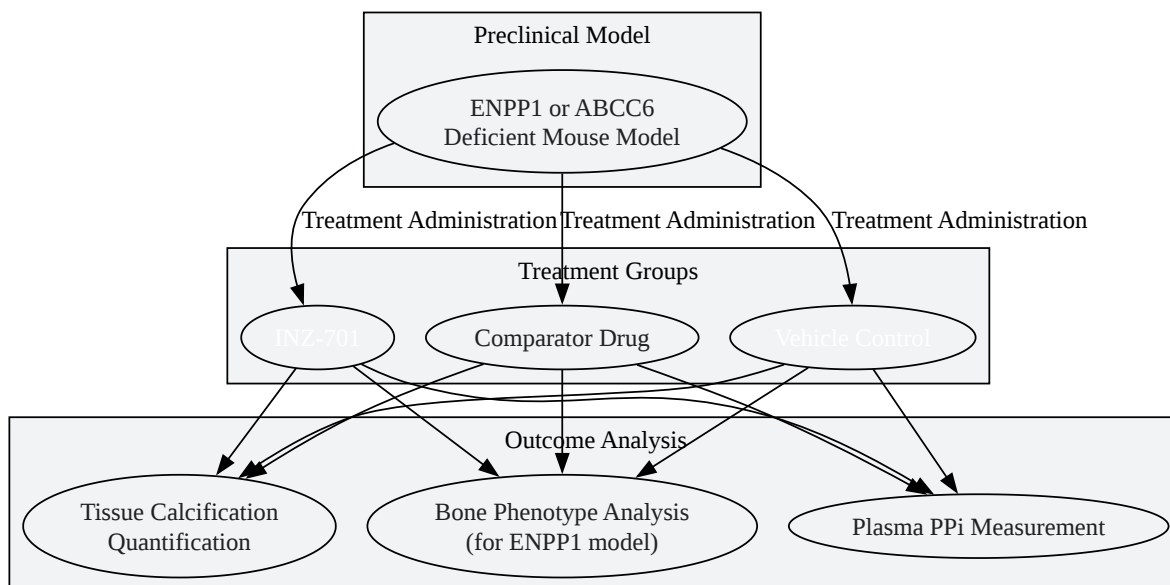 Preclinical Model
ENPP1 or ABCC6
Deficient Mouse Model
Treatment Administration
Treatment Administration
Treatment Administration
Treatment Groups
INZ-701
Comparator Drug
Vehicle Control
Outcome Analysis
Tissue Calcification
Quantification
Bone Phenotype Analysis
(for ENPP1 model)
Plasma PPi Measurement